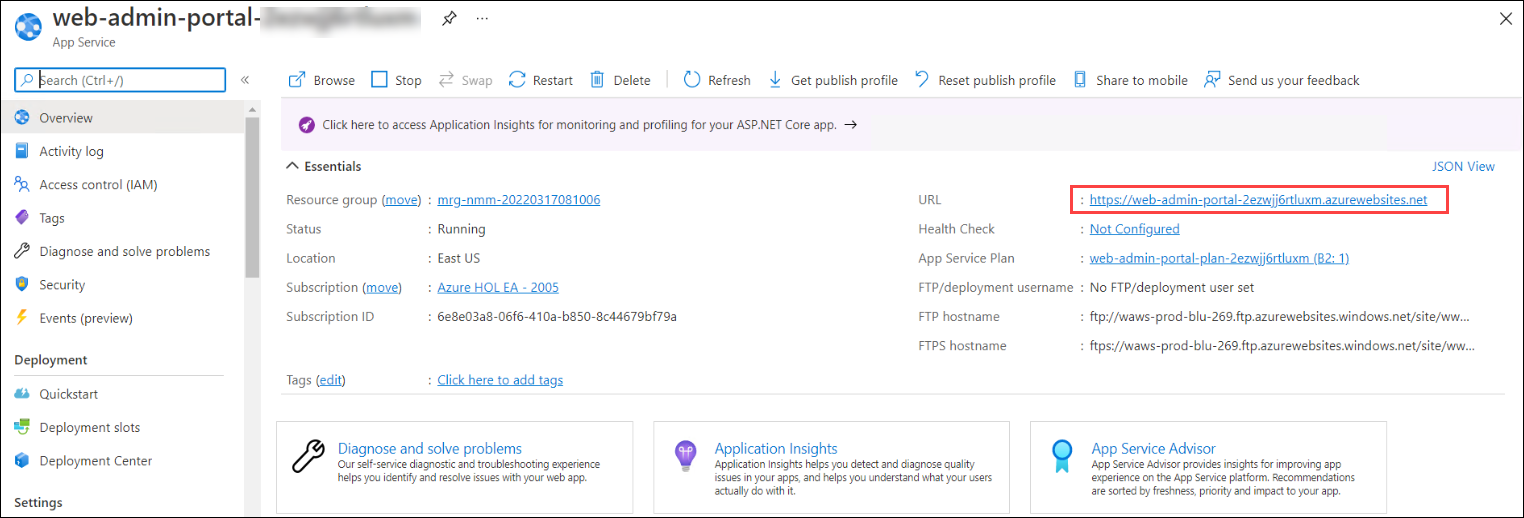 web-admin-portal-
App Service
Search (Ctrl+/)
«
Browse Stop Swap Restart Delete Refresh Get publish profile Reset publish profile Share to mobile Send us your feedback
Overview
Activity log
Access control (IAM)
Tags
Diagnose and solve problems
Security
Events (preview)
Deployment
Quickstart
Deployment slots
Deployment Center
Settings
Click here to access Application Insights for monitoring and profiling for your ASP.NET Core app. →
Essentials
JSON View
Resource group (move) : mrg-nmm-20220317081006
Status : Running
Location : East US
Subscription (move) : Azure HOL EA - 2005
Subscription ID : 6e8e03a8-06f6-410a-b850-8c44679bf79a
URL : https://web-admin-portal-2ezwjj6rtluxm.azurewebsites.net
Health Check : Not Configured
App Service Plan : web-admin-portal-plan-2ezwjj6rtluxm (B2: 1)
FTP/deployment username : No FTP/deployment user set
FTP hostname : ftp://waws-prod-blu-269.ftp.azurewebsites.windows.net/site/ww...
FTPS hostname : ftps://waws-prod-blu-269.ftp.azurewebsites.windows.net/site/ww...
Tags (edit) : Click here to add tags
Diagnose and solve problems
Our self-service diagnostic and troubleshooting experience
helps you identify and resolve issues with your web app.
Application Insights
Application Insights helps you detect and diagnose quality
issues in your apps, and helps you understand what your users
actually do with it.
App Service Advisor
App Service Advisor provides insights for improving app
experience on the App Service platform. Recommendations
are sorted by freshness, priority and impact to your app.